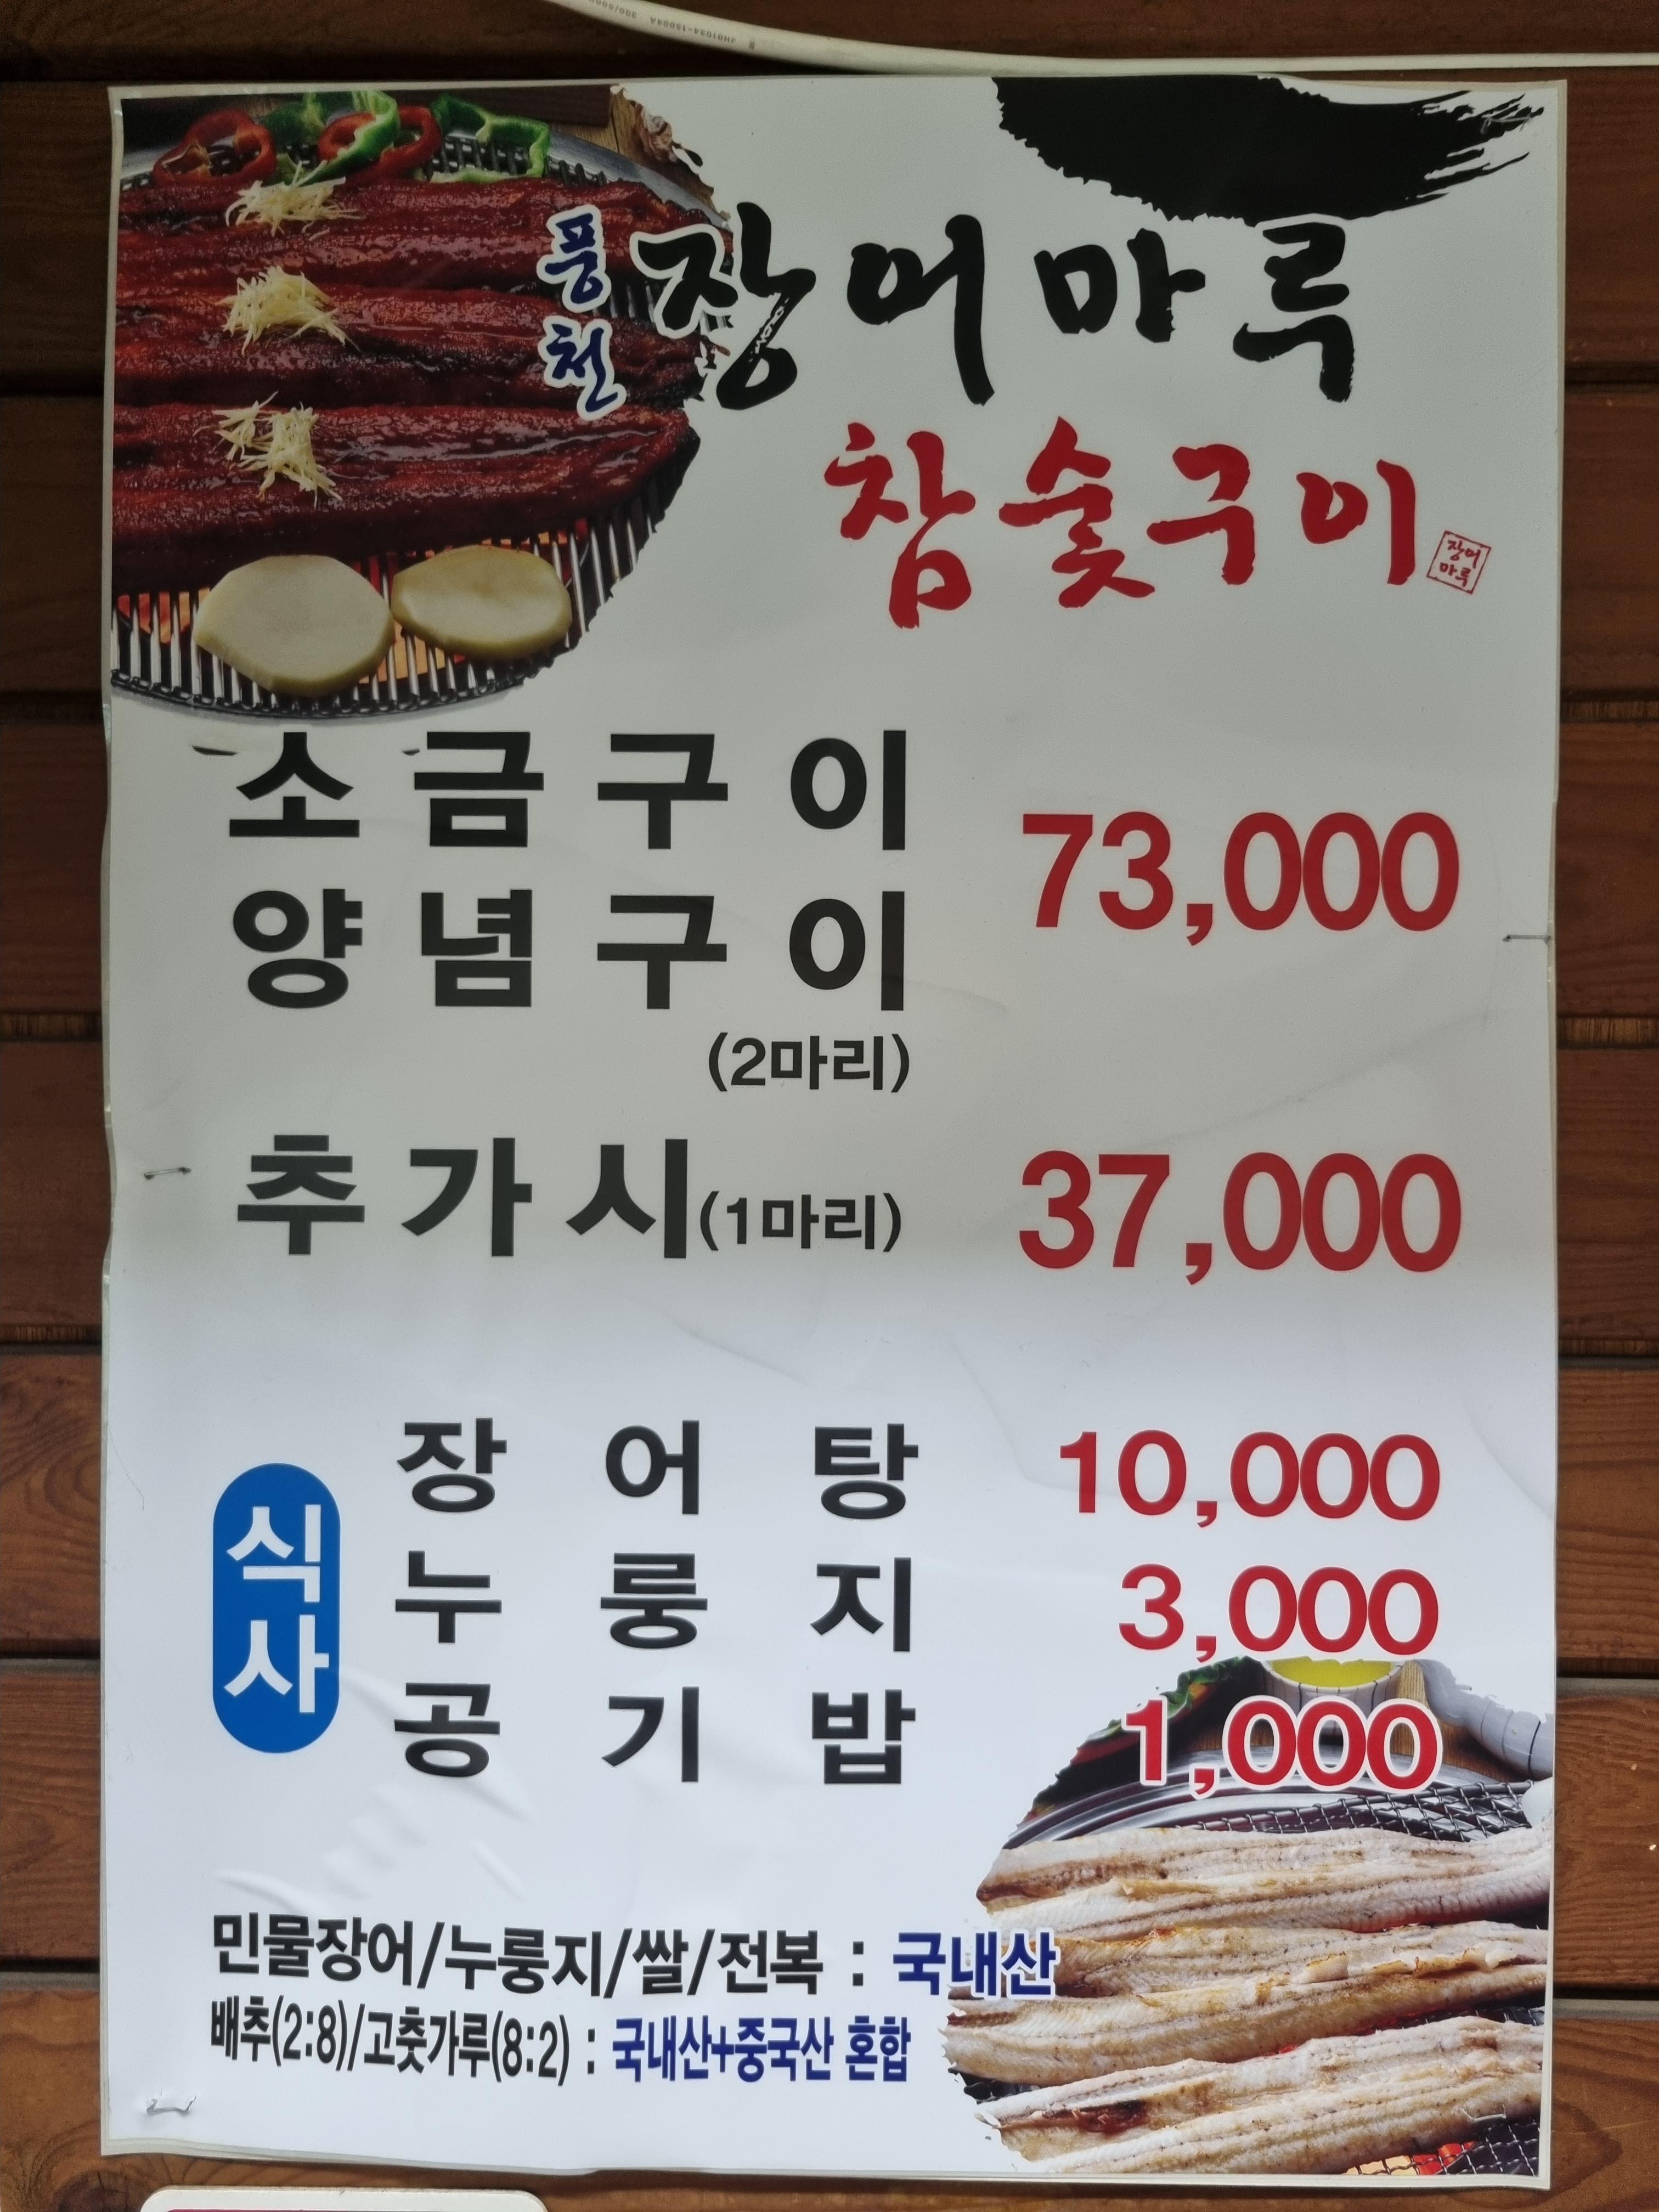 풍천 장어마루
참숯구이
장어
마루
소금구이
양념구이 73,000
(2마리)
추가시(1마리) 37,000
식사
장어탕 10,000
누룽지 3,000
공기밥 1,000
민물장어/누룽지/쌀/전복 : 국내산
배추(2:8)/고춧가루(8:2) : 국내산+중국산 혼합